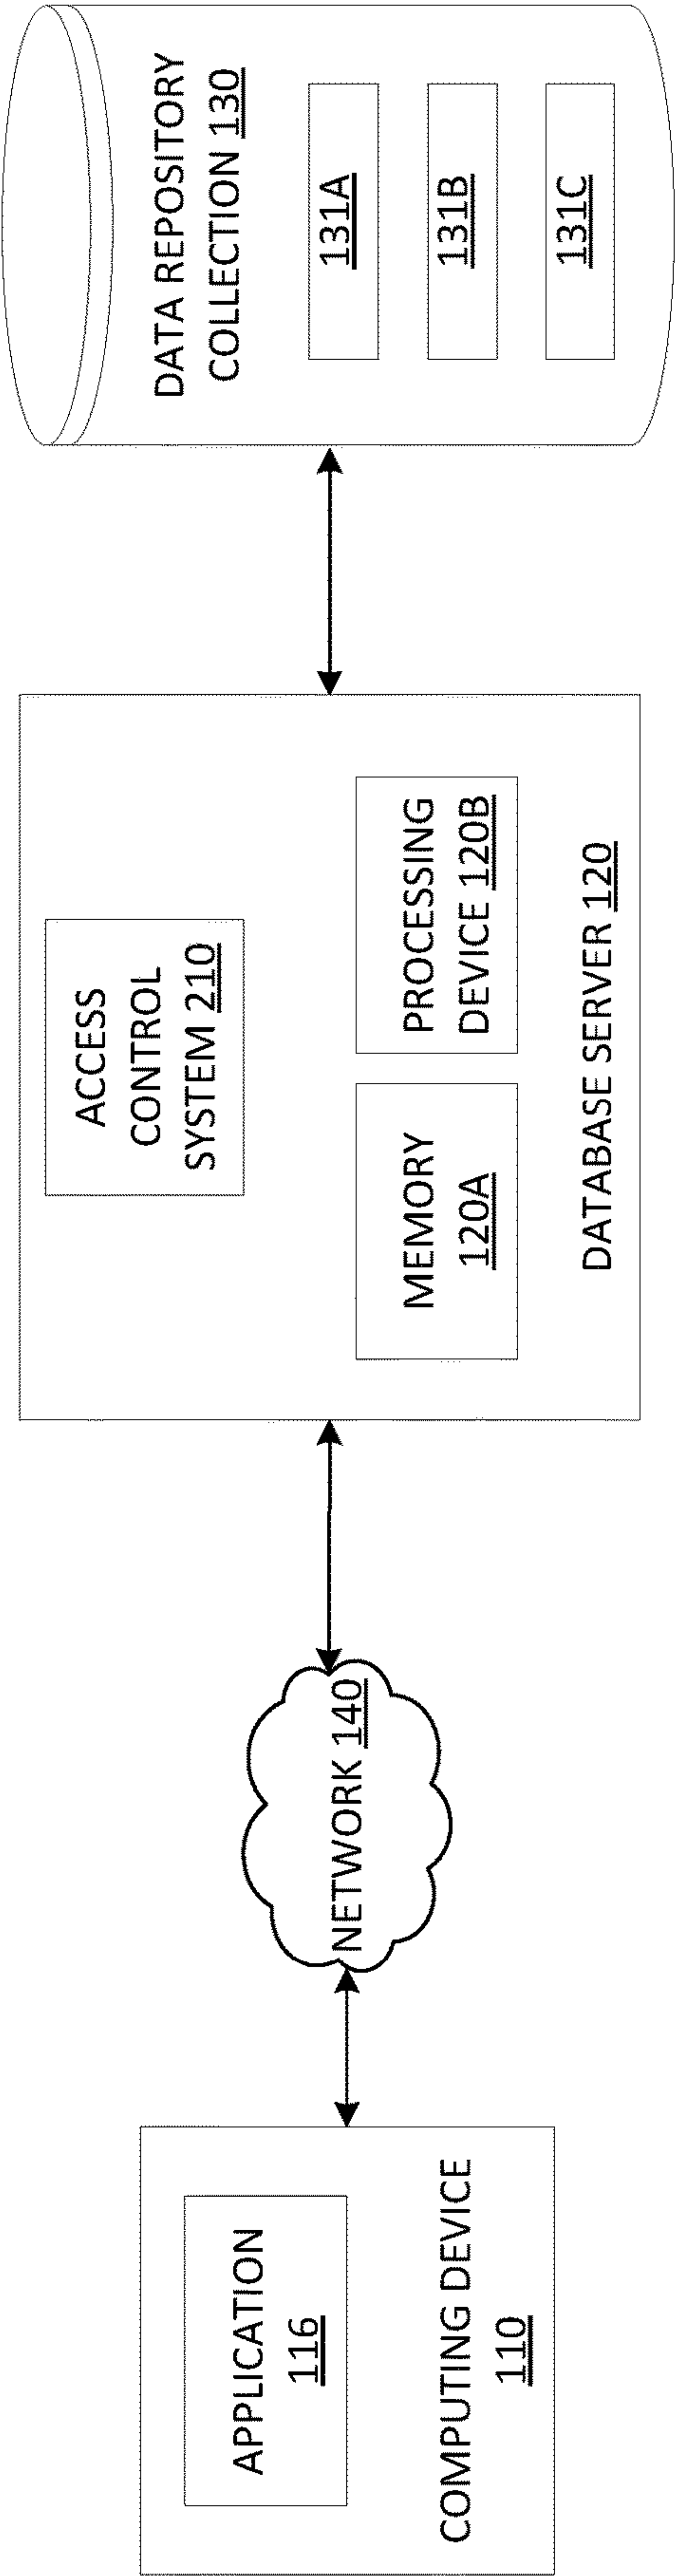 APPLICATION
116
COMPUTING DEVICE
110
NETWORK 140
ACCESS
CONTROL
SYSTEM 210
MEMORY
120A
PROCESSING
DEVICE 120B
DATABASE SERVER 120
DATA REPOSITORY
COLLECTION 130
131A
131B
131C